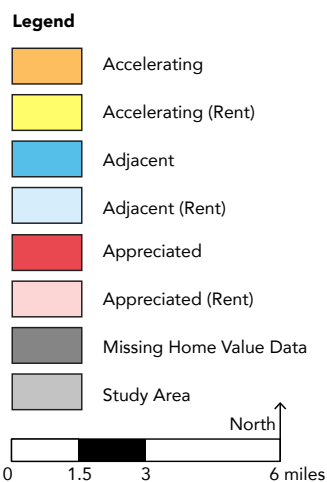 Legend
Accelerating
Accelerating (Rent)
Adjacent
Adjacent (Rent)
Appreciated
Appreciated (Rent)
Missing Home Value Data
Study Area
North
0 1.5 3 6 miles